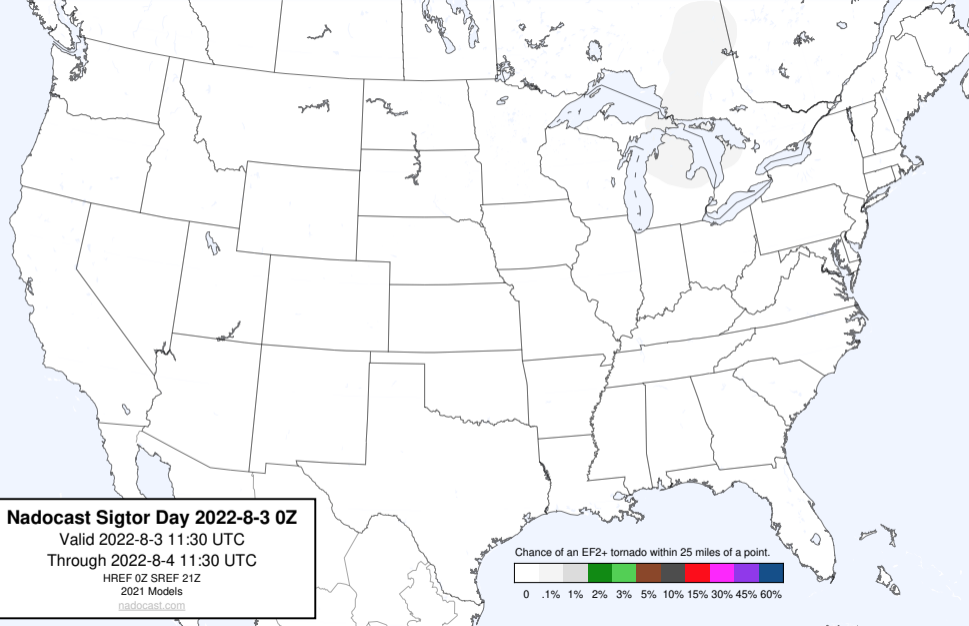 Nadocast Sigtor Day 2022-8-3 0Z
Valid 2022-8-3 11:30 UTC
Through 2022-8-4 11:30 UTC
HREF 0Z SREF 21Z
2021 Models
nadocast.com
Chance of an EF2+ tornado within 25 miles of a point.
0 .1% 1% 2% 3% 5% 10% 15% 30% 45% 60%